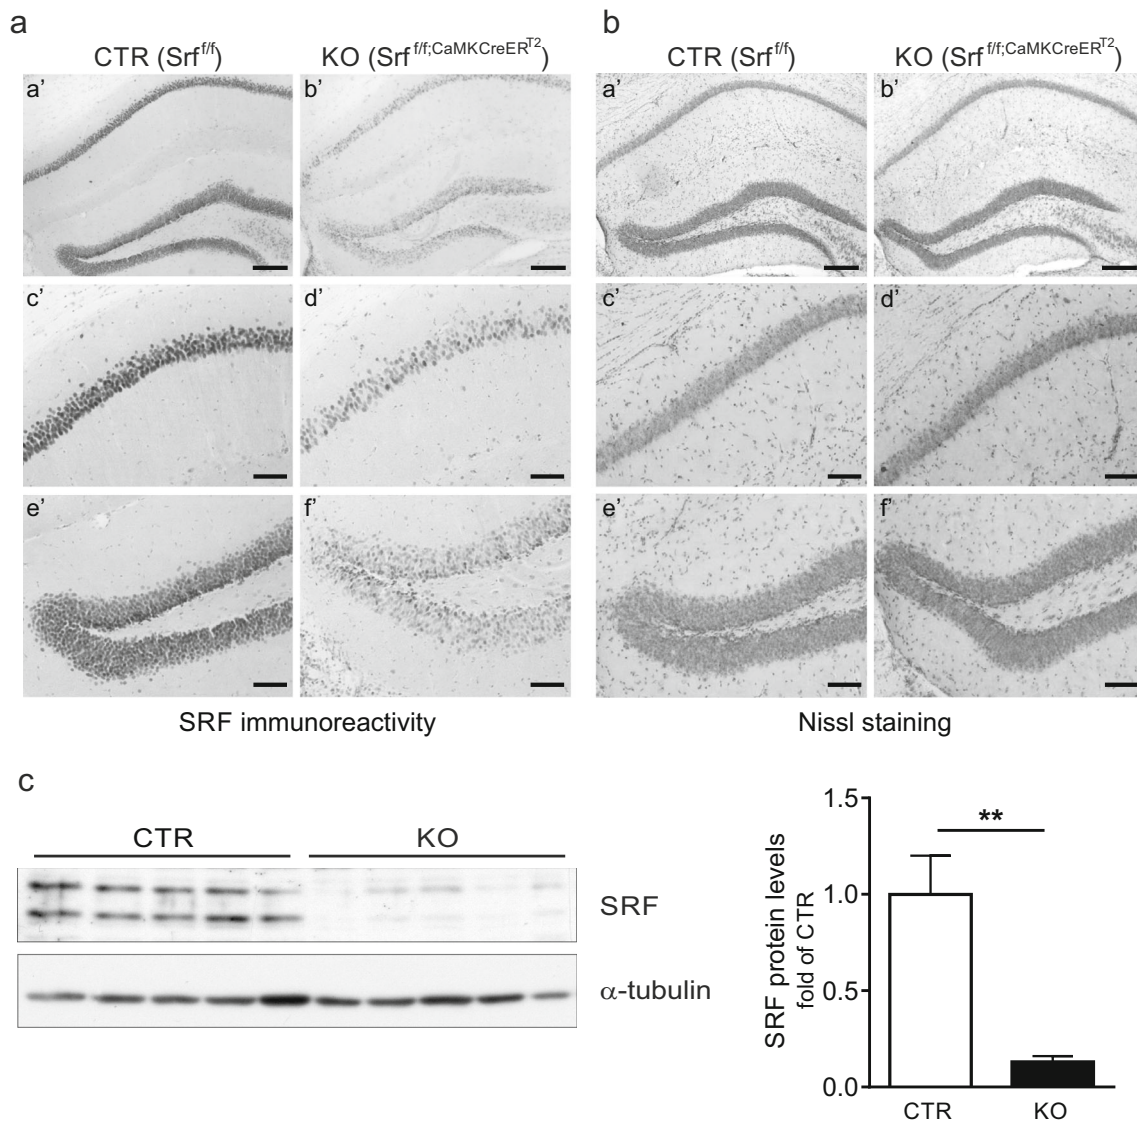 a
CTR (Srf^f/f)
KO (Srf^f/f;CaMKCreER^T2)
a’
b’
c’
d’
e’
f’
SRF immunoreactivity
b
CTR (Srf^f/f)
KO (Srf^f/f;CaMKCreER^T2)
a’
b’
c’
d’
e’
f’
Nissl staining
c
CTR
KO
SRF
α-tubulin
SRF protein levels
fold of CTR
1.5
1.0
0.5
0.0
**
CTR
KO